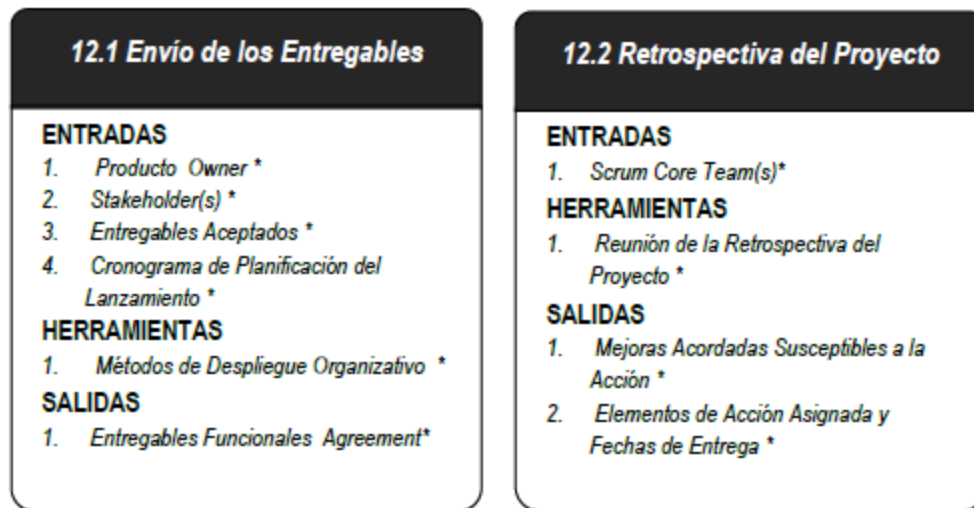 12.1 Envío de los Entregables
ENTRADAS
1. Producto Owner *
2. Stakeholder(s) *
3. Entregables Aceptados *
4. Cronograma de Planificación del
Lanzamiento *
HERRAMIENTAS
1. Métodos de Despliegue Organizativo *
SALIDAS
1. Entregables Funcionales Agreement*
12.2 Retrospectiva del Proyecto
ENTRADAS
1. Scrum Core Team(s)*
HERRAMIENTAS
1. Reunión de la Retrospectiva del
Proyecto *
SALIDAS
1. Mejoras Acordadas Susceptibles a la
Acción *
2. Elementos de Acción Asignada y
Fechas de Entrega *